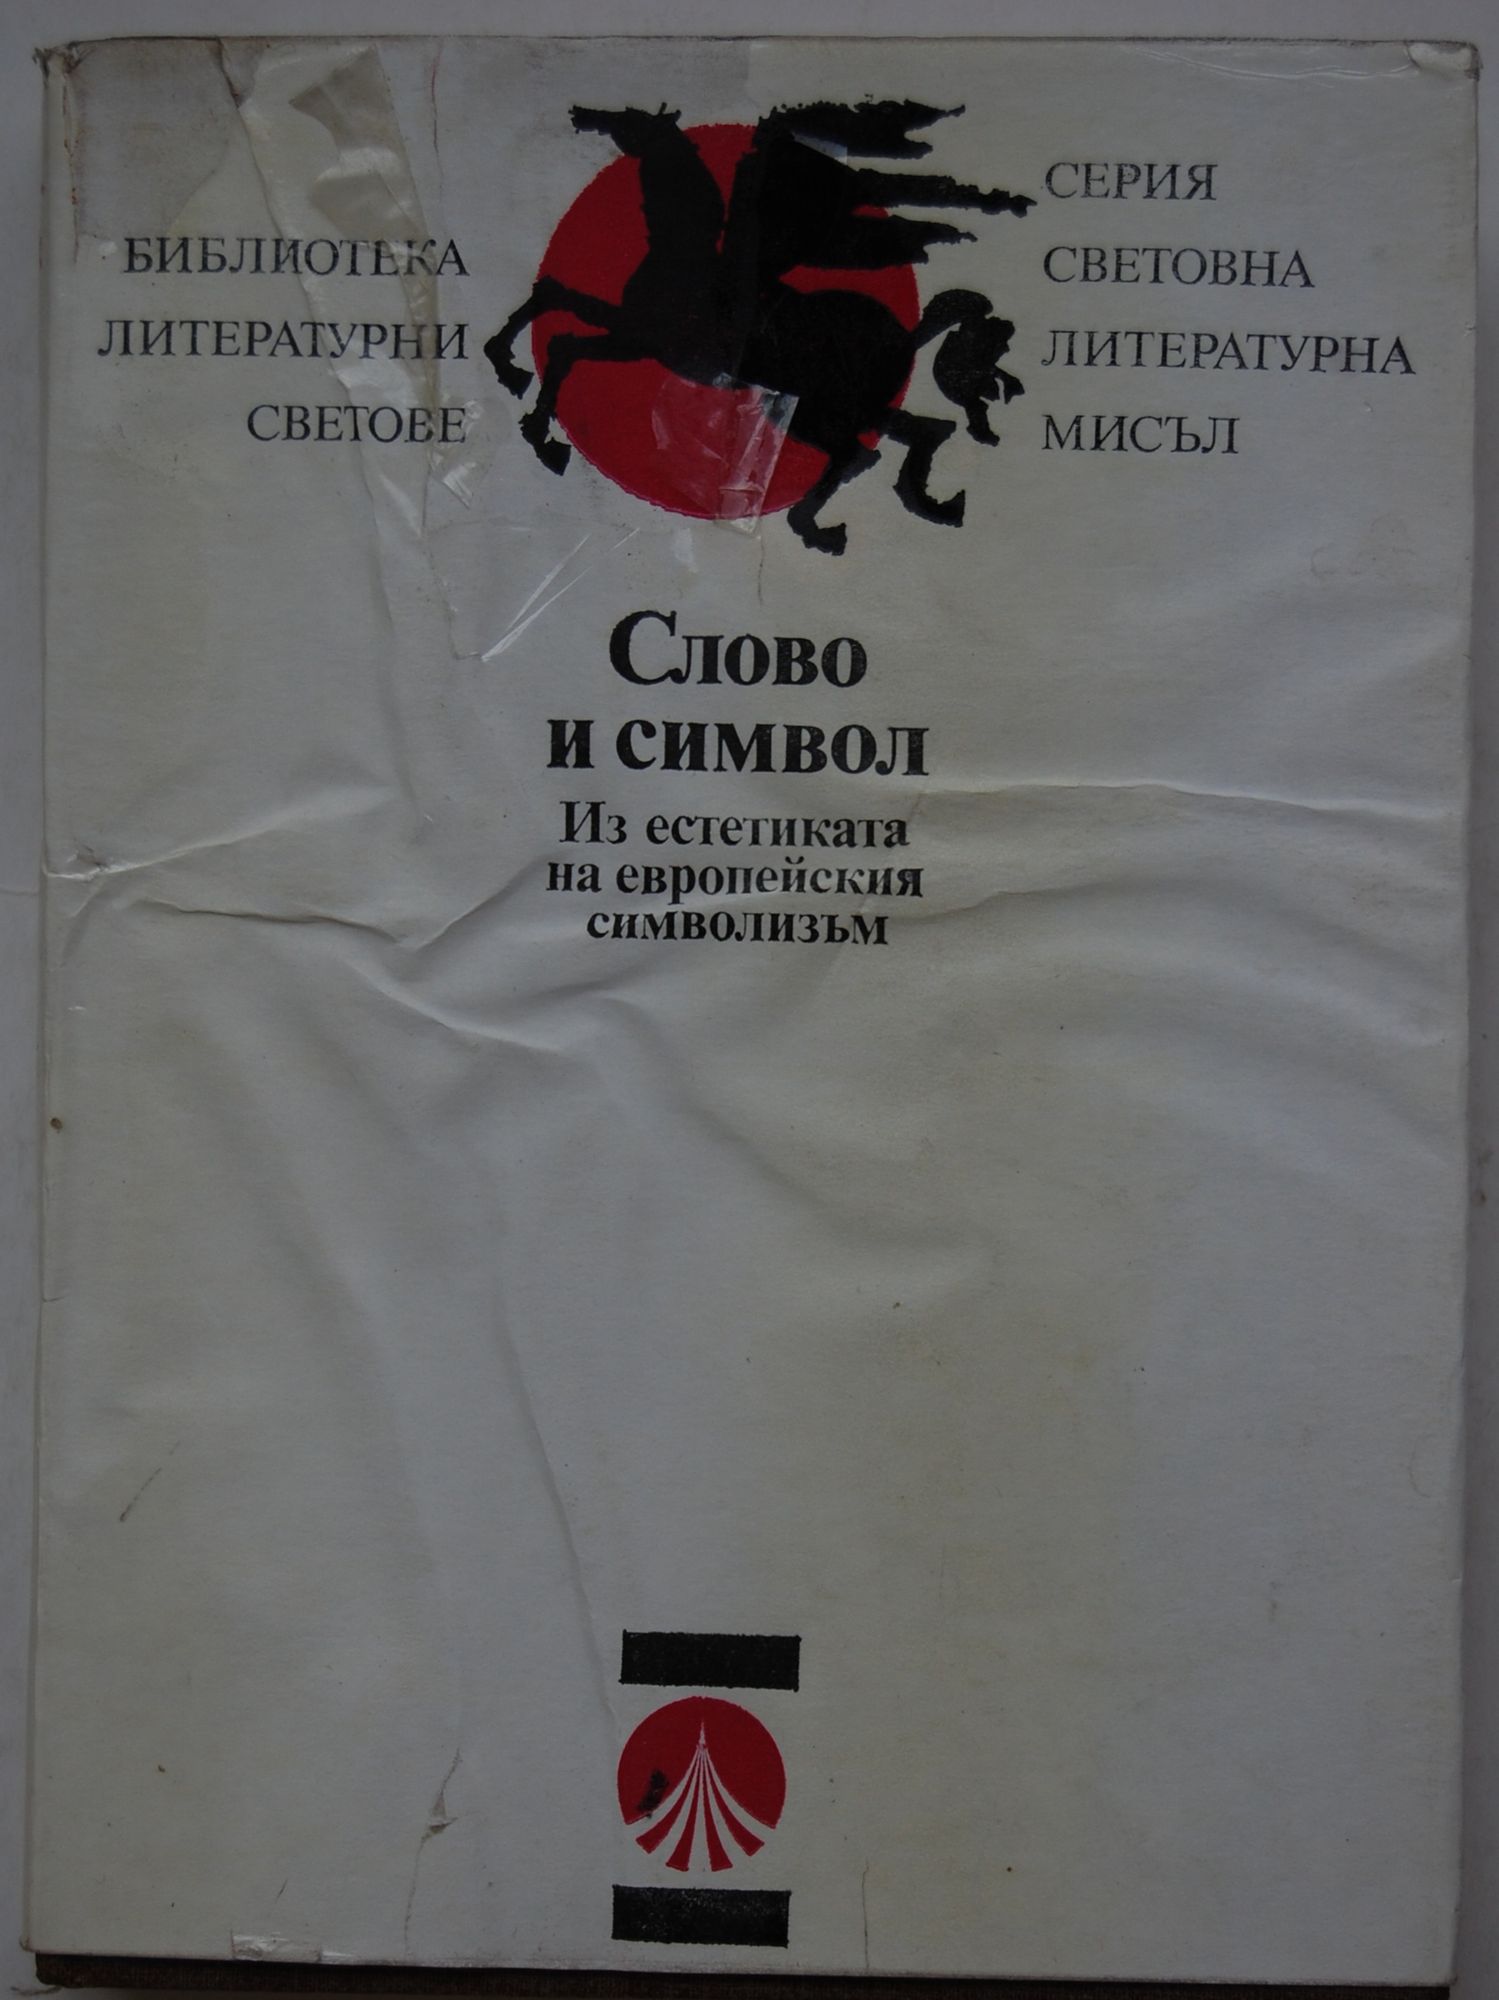 БИБЛИОТЕКА
ЛИТЕРАТУРНИ
СВЕТОВЕ
СЕРИЯ
СВЕТОВНА
ЛИТЕРАТУРНА
МИСЪЛ
Слово
и символ
Из естетиката
на европейския
символизъм